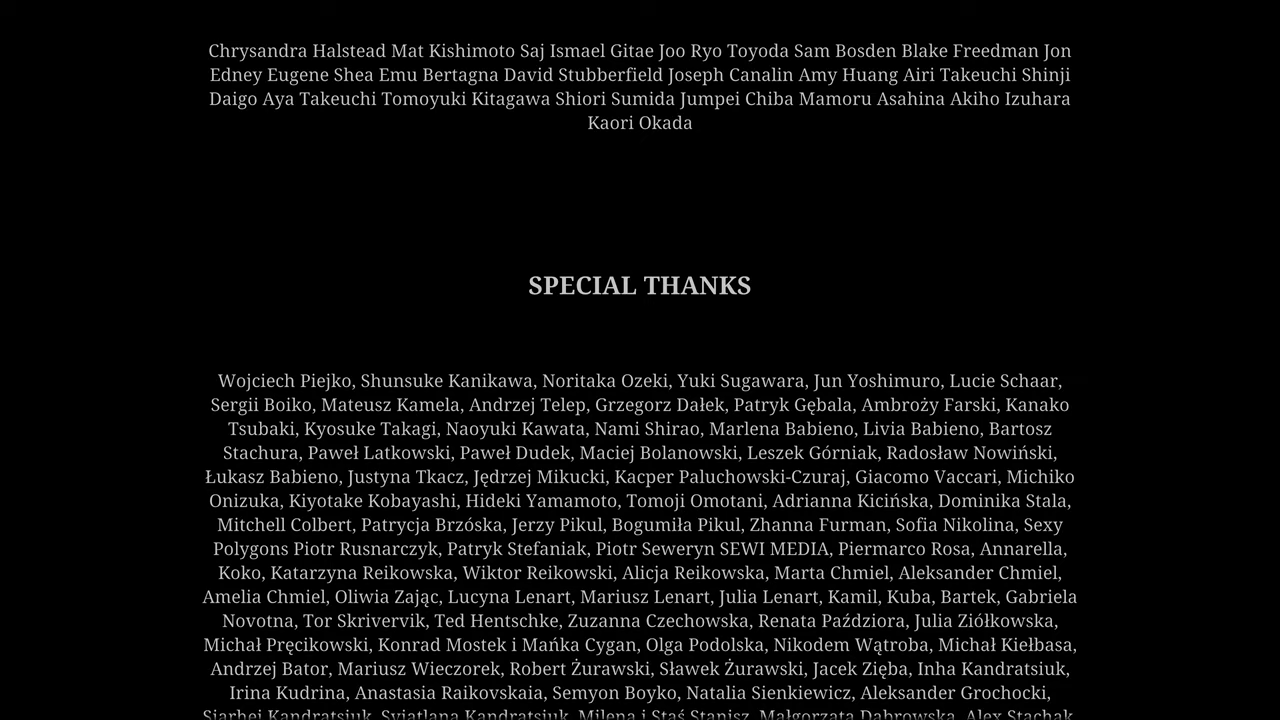 Chrysandra Halstead Mat Kishimoto Saj Ismael Gitae Joo Ryo Toyoda Sam Bosden Blake Freedman Jon
Edney Eugene Shea Emu Bertagna David Stubberfield Joseph Canalin Amy Huang Airi Takeuchi Shinji
Daigo Aya Takeuchi Tomoyuki Kitagawa Shiori Sumida Jumpei Chiba Mamoru Asahina Akiho Izuhara
Kaori Okada
SPECIAL THANKS
Wojciech Piejko, Shunsuke Kanikawa, Noritaka Ozeki, Yuki Sugawara, Jun Yoshimuro, Lucie Schaar,
Sergii Boiko, Mateusz Kamela, Andrzej Telep, Grzegorz Dałek, Patryk Gębala, Ambroży Farski, Kanako
Tsubaki, Kyosuke Takagi, Naoyuki Kawata, Nami Shirao, Marlena Babieno, Livia Babieno, Bartosz
Stachura, Paweł Latkowski, Paweł Dudek, Maciej Bolanowski, Leszek Górniak, Radosław Nowiński,
Łukasz Babieno, Justyna Tkacz, Jędrzej Mikucki, Kacper Paluchowski-Czuraj, Giacomo Vaccari, Michiko
Onizuka, Kiyotake Kobayashi, Hideki Yamamoto, Tomoji Omotani, Adrianna Kicińska, Dominika Stala,
Mitchell Colbert, Patrycja Brzóska, Jerzy Pikul, Bogumiła Pikul, Zhanna Furman, Sofia Nikolina, Sexy
Polygons Piotr Rusnarczyk, Patryk Stefaniak, Piotr Seweryn SEWI MEDIA, Piermarco Rosa, Annarella,
Koko, Katarzyna Reikowska, Wiktor Reikowski, Alicja Reikowska, Marta Chmiel, Aleksander Chmiel,
Amelia Chmiel, Oliwia Zając, Lucyna Lenart, Mariusz Lenart, Julia Lenart, Kamil, Kuba, Bartek, Gabriela
Novotna, Tor Skrivervik, Ted Hentschke, Zuzanna Czechowska, Renata Paździora, Julia Ziółkowska,
Michał Pręcikowski, Konrad Mostek i Mańka Cygan, Olga Podolska, Nikodem Wątroba, Michał Kiełbasa,
Andrzej Bator, Mariusz Wieczorek, Robert Żurawski, Sławek Żurawski, Jacek Zięba, Inha Kandratsiuk,
Irina Kudrina, Anastasia Raikovskaia, Semyon Boyko, Natalia Sienkiewicz, Aleksander Grochocki,
Siarhei Kandratsiuk, Sviatlana Kandratsiuk, Milena i Staś Stanisz, Małgorzata Dąbrowska, Alex Stachak,